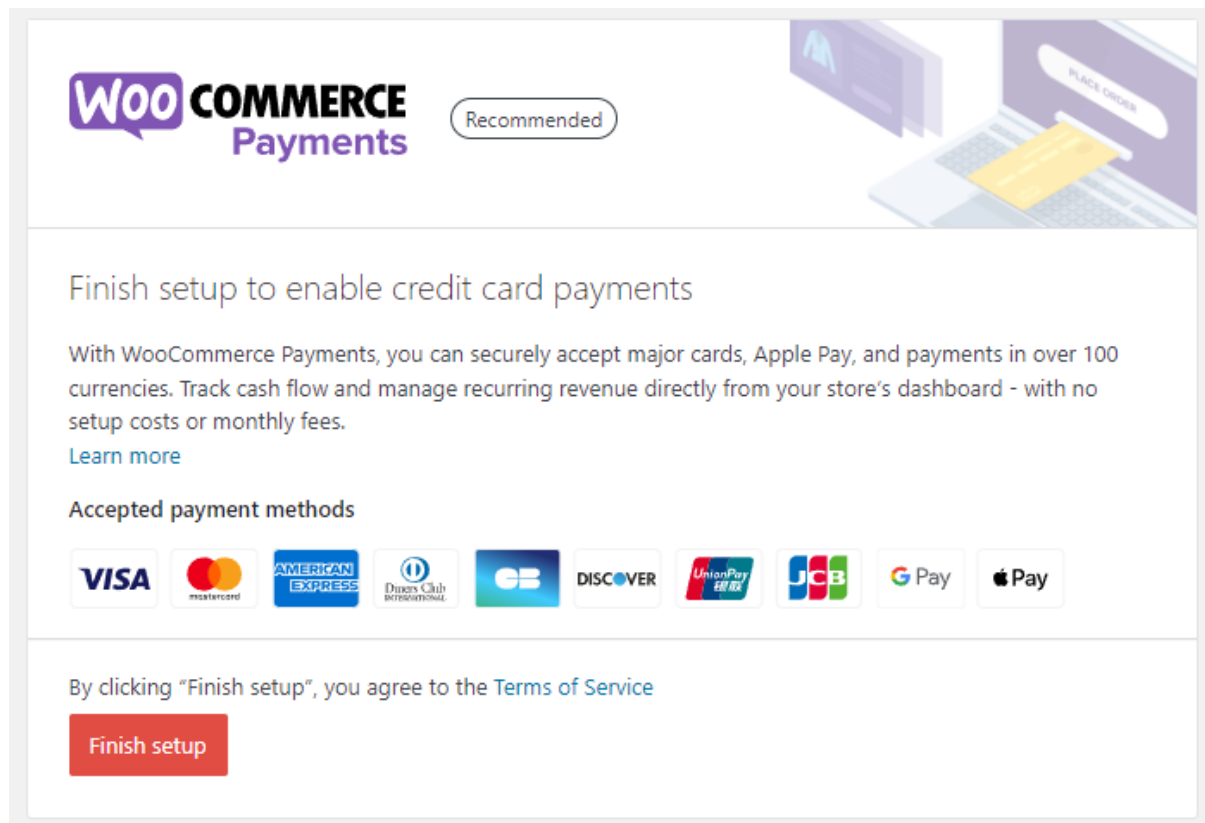 WOO COMMERCE
Payments
Recommended
PLACE ORDER
Finish setup to enable credit card payments
With WooCommerce Payments, you can securely accept major cards, Apple Pay, and payments in over 100
currencies. Track cash flow and manage recurring revenue directly from your store’s dashboard - with no
setup costs or monthly fees.
Learn more
Accepted payment methods
VISA mastercard AMERICAN EXPRESS Diners Club INTERNATIONAL CB DISCOVER UnionPay 银联 JCB G Pay Pay
By clicking “Finish setup”, you agree to the Terms of Service
Finish setup